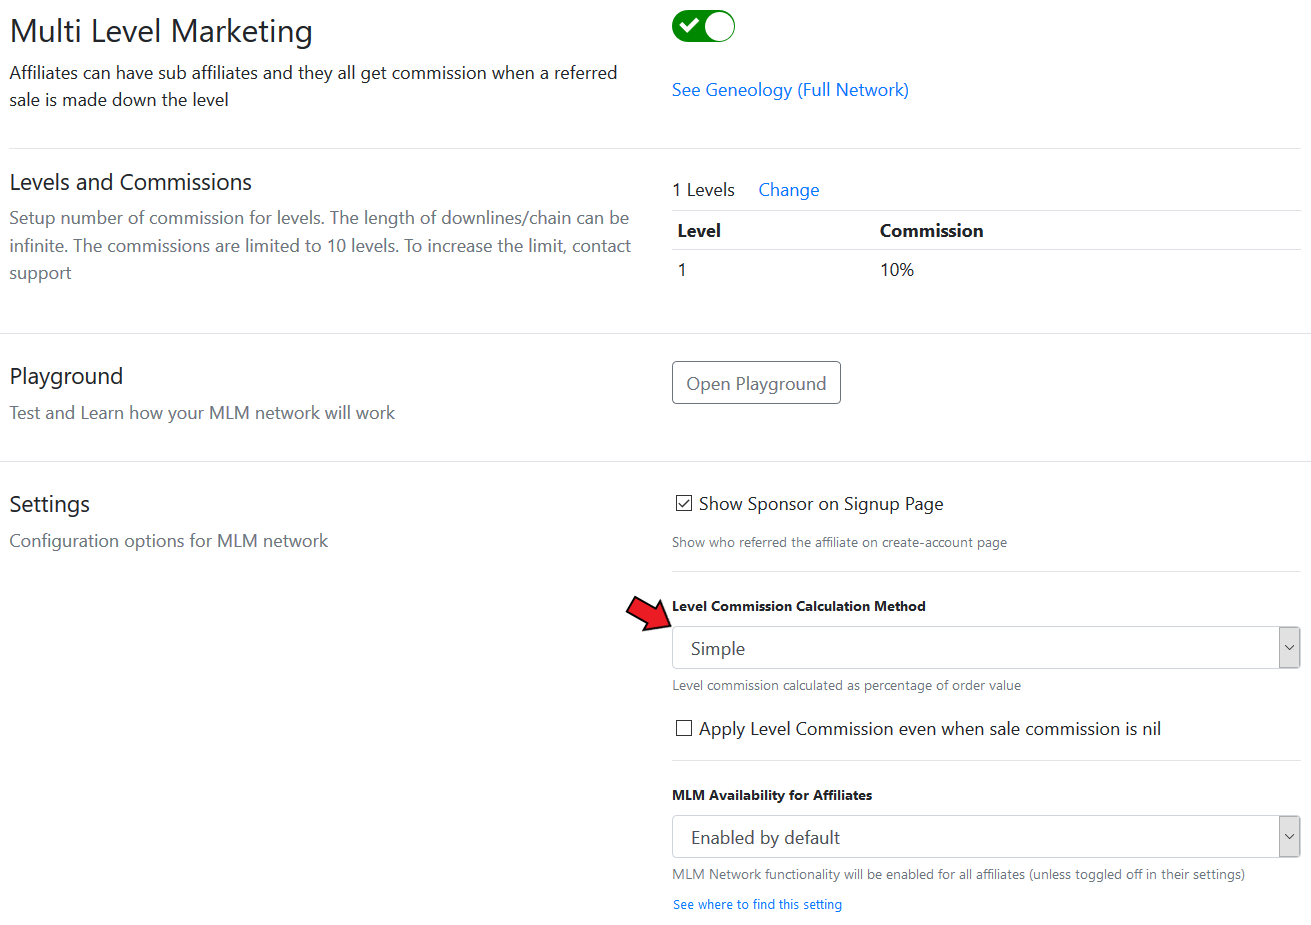 Multi Level Marketing
Affiliates can have sub affiliates and they all get commission when a referred
sale is made down the level
See Geneology (Full Network)
Levels and Commissions
Setup number of commission for levels. The length of downlines/chain can be
infinite. The commissions are limited to 10 levels. To increase the limit, contact
support
1 Levels Change
Level Commission
1 10%
Playground
Test and Learn how your MLM network will work
Open Playground
Settings
Configuration options for MLM network
Show Sponsor on Signup Page
Show who referred the affiliate on create-account page
Level Commission Calculation Method
Simple
Level commission calculated as percentage of order value
Apply Level Commission even when sale commission is nil
MLM Availability for Affiliates
Enabled by default
MLM Network functionality will be enabled for all affiliates (unless toggled off in their settings)
See where to find this setting